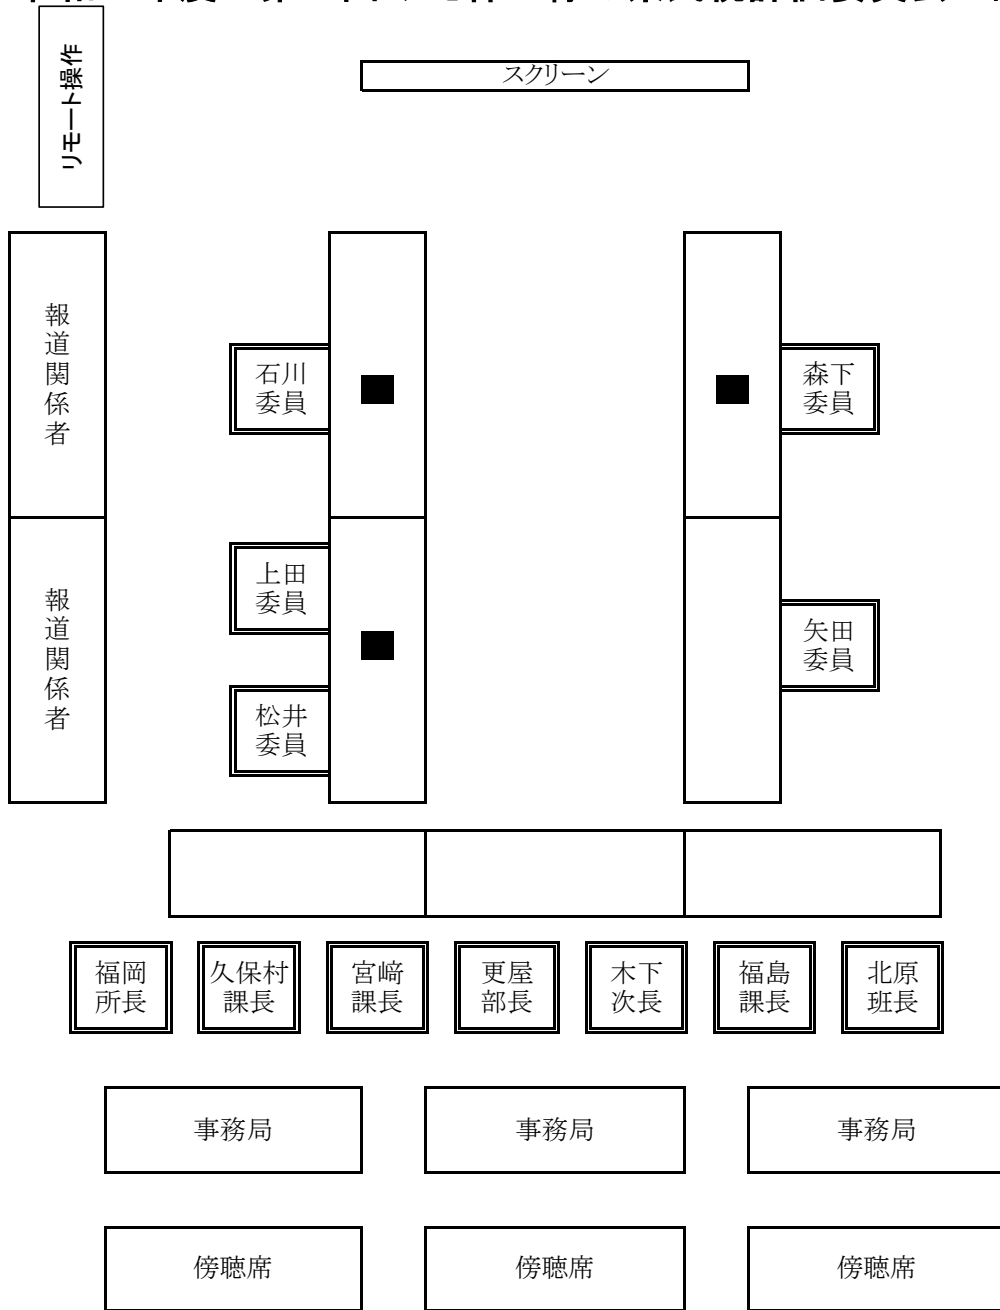 スクリーン
リモート操作
報道関係者
石川
委員
森下
委員
報道関係者
上田
委員
矢田
委員
松井
委員
福岡
所長
久保村
課長
宮﨑
課長
更屋
部長
木下
次長
福島
課長
北原
班長
事務局
事務局
事務局
傍聴席
傍聴席
傍聴席